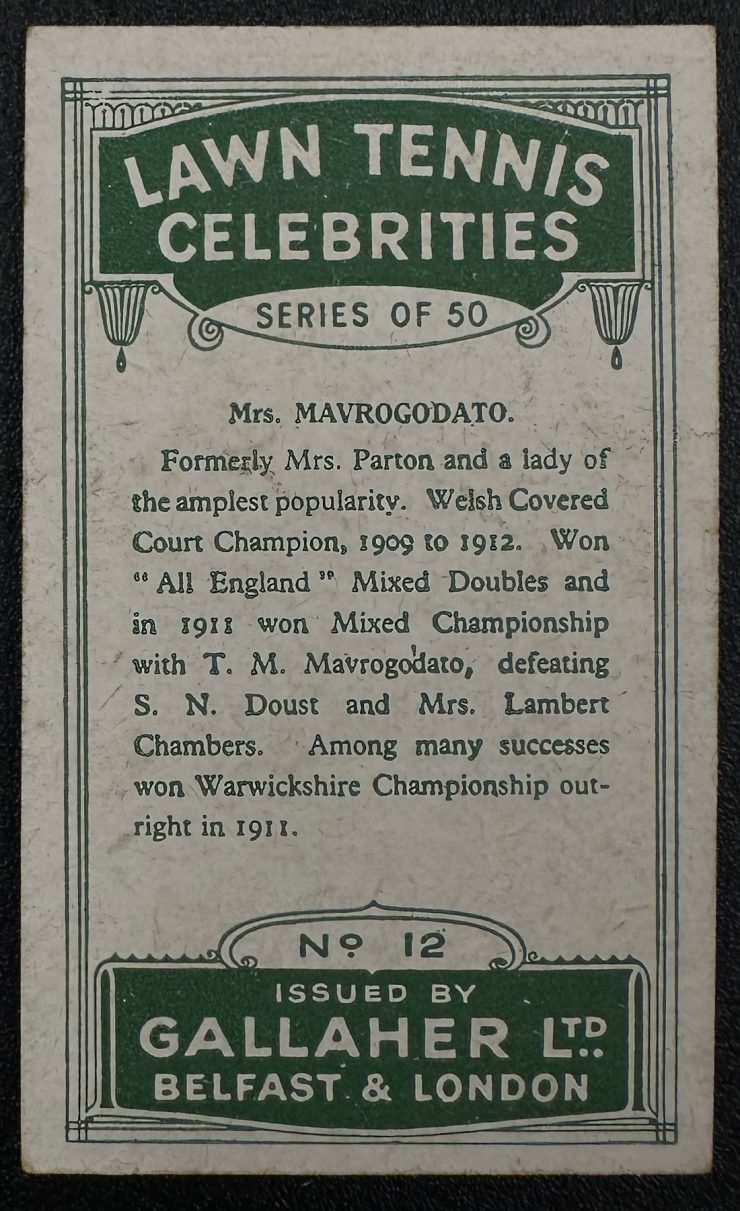 LAWN TENNIS
CELEBRITIES
SERIES OF 50
Mrs. MAVROGODATO.
Formerly Mrs. Parton and a lady of
the amplest popularity. Welsh Covered
Court Champion, 1909 to 1912. Won
“All England” Mixed Doubles and
in 1911 won Mixed Championship
with T. M. Mavrogodato, defeating
S. N. Doust and Mrs. Lambert
Chambers. Among many successes
won Warwickshire Championship out-
right in 1911.
Nº 12
ISSUED BY
GALLAHER LTD.
BELFAST & LONDON